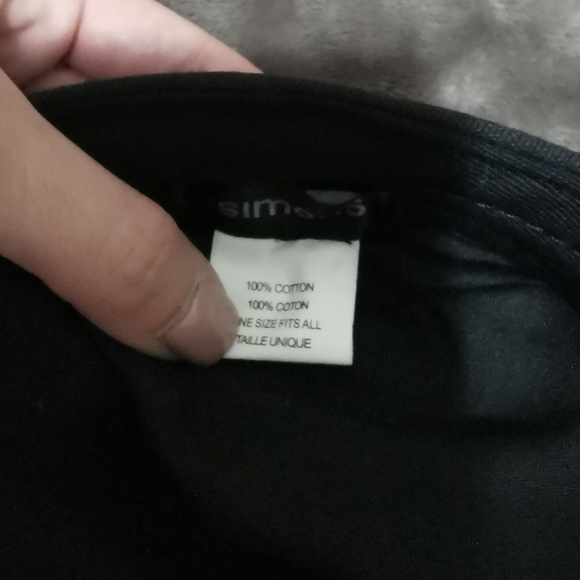 100% COTTON
100% COTON
NE SIZE FITS ALL
TAILLE UNIQUE